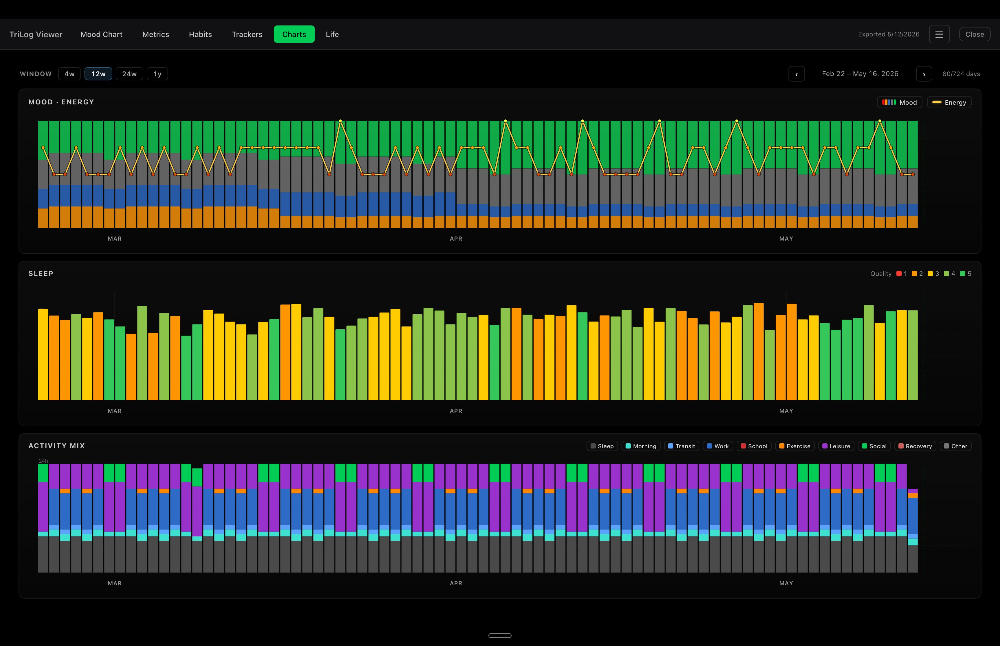 TriLog Viewer Mood Chart Metrics Habits Trackers Charts Life Exported 5/12/2026 ☰ Close
WINDOW 4w 12w 24w 1y ‹ Feb 22 – May 16, 2026 › 80/724 days
MOOD · ENERGY Mood Energy
MAR APR MAY
SLEEP Quality 1 2 3 4 5
MAR APR MAY
ACTIVITY MIX Sleep Morning Transit Work School Exercise Leisure Social Recovery Other
24h
MAR APR MAY